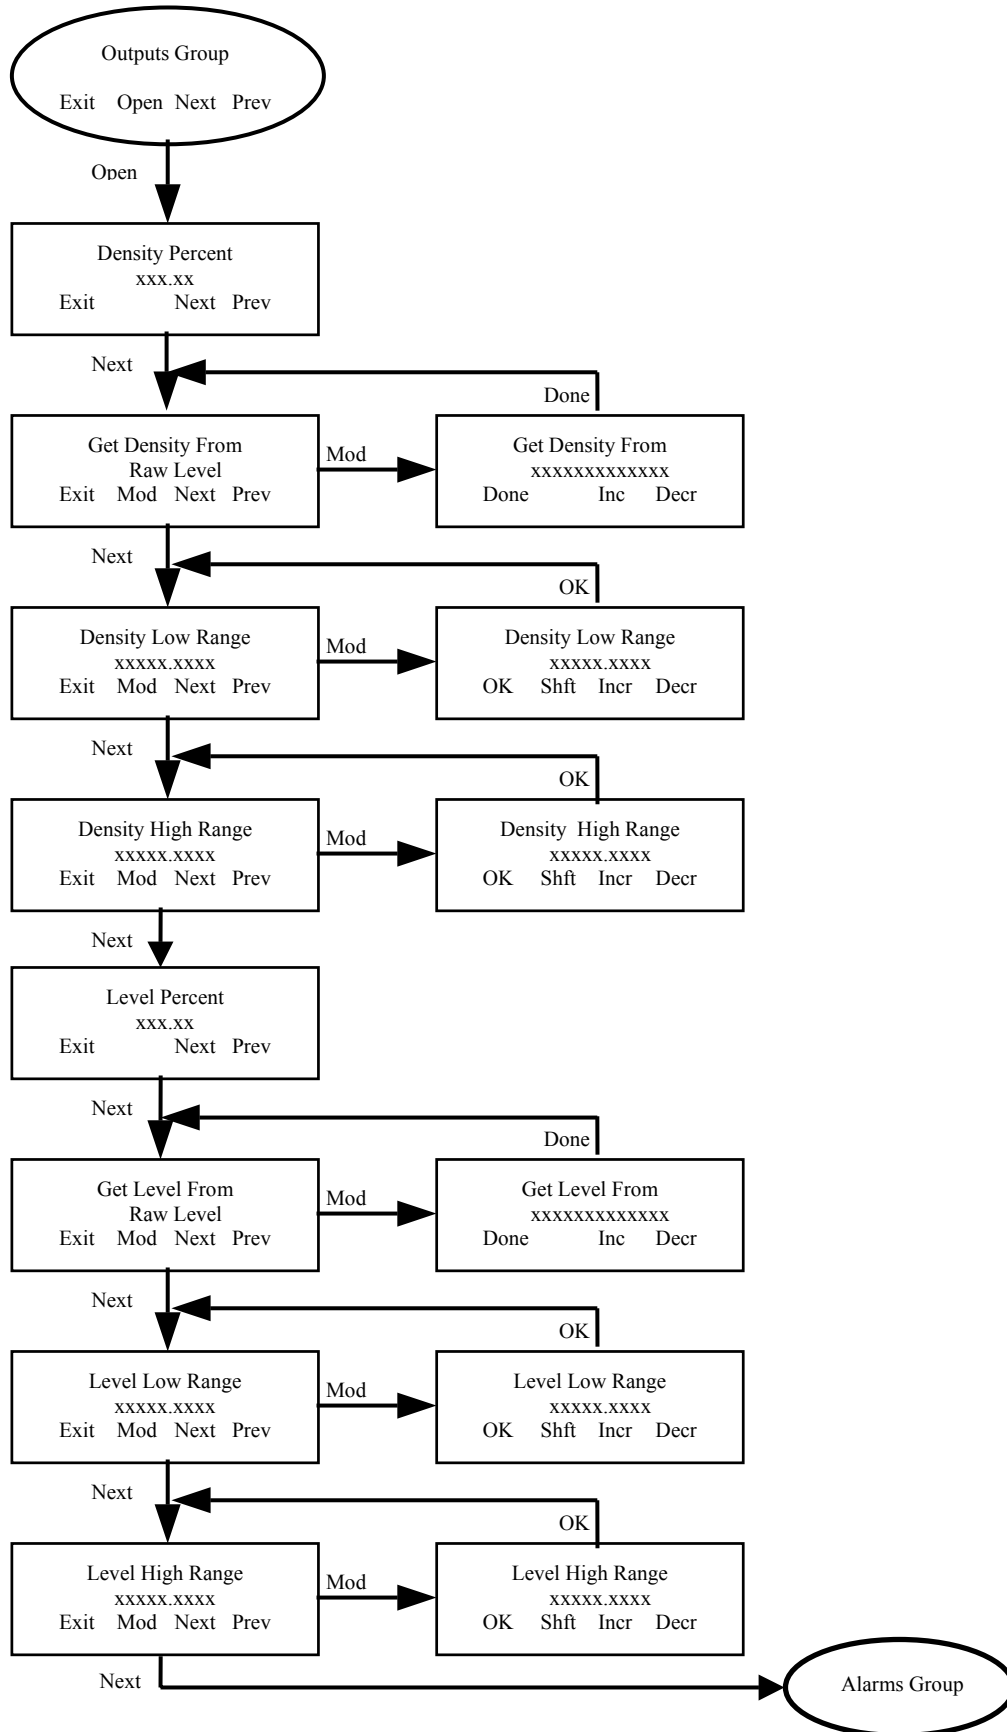 Outputs Group
Exit Open Next Prev
Open
Density Percent
xxx.xx
Exit Next Prev
Next
Done
Get Density From
Raw Level
Exit Mod Next Prev
Mod
Get Density From
xxxxxxxxxxxxx
Done Inc Decr
Next
OK
Density Low Range
xxxxx.xxxx
Exit Mod Next Prev
Mod
Density Low Range
xxxxx.xxxx
OK Shft Incr Decr
Next
OK
Density High Range
xxxxx.xxxx
Exit Mod Next Prev
Mod
Density High Range
xxxxx.xxxx
OK Shft Incr Decr
Next
Level Percent
xxx.xx
Exit Next Prev
Next
Done
Get Level From
Raw Level
Exit Mod Next Prev
Mod
Get Level From
xxxxxxxxxxxxx
Done Inc Decr
Next
OK
Level Low Range
xxxxx.xxxx
Exit Mod Next Prev
Mod
Level Low Range
xxxxx.xxxx
OK Shft Incr Decr
Next
OK
Level High Range
xxxxx.xxxx
Exit Mod Next Prev
Mod
Level High Range
xxxxx.xxxx
OK Shft Incr Decr
Next
Alarms Group